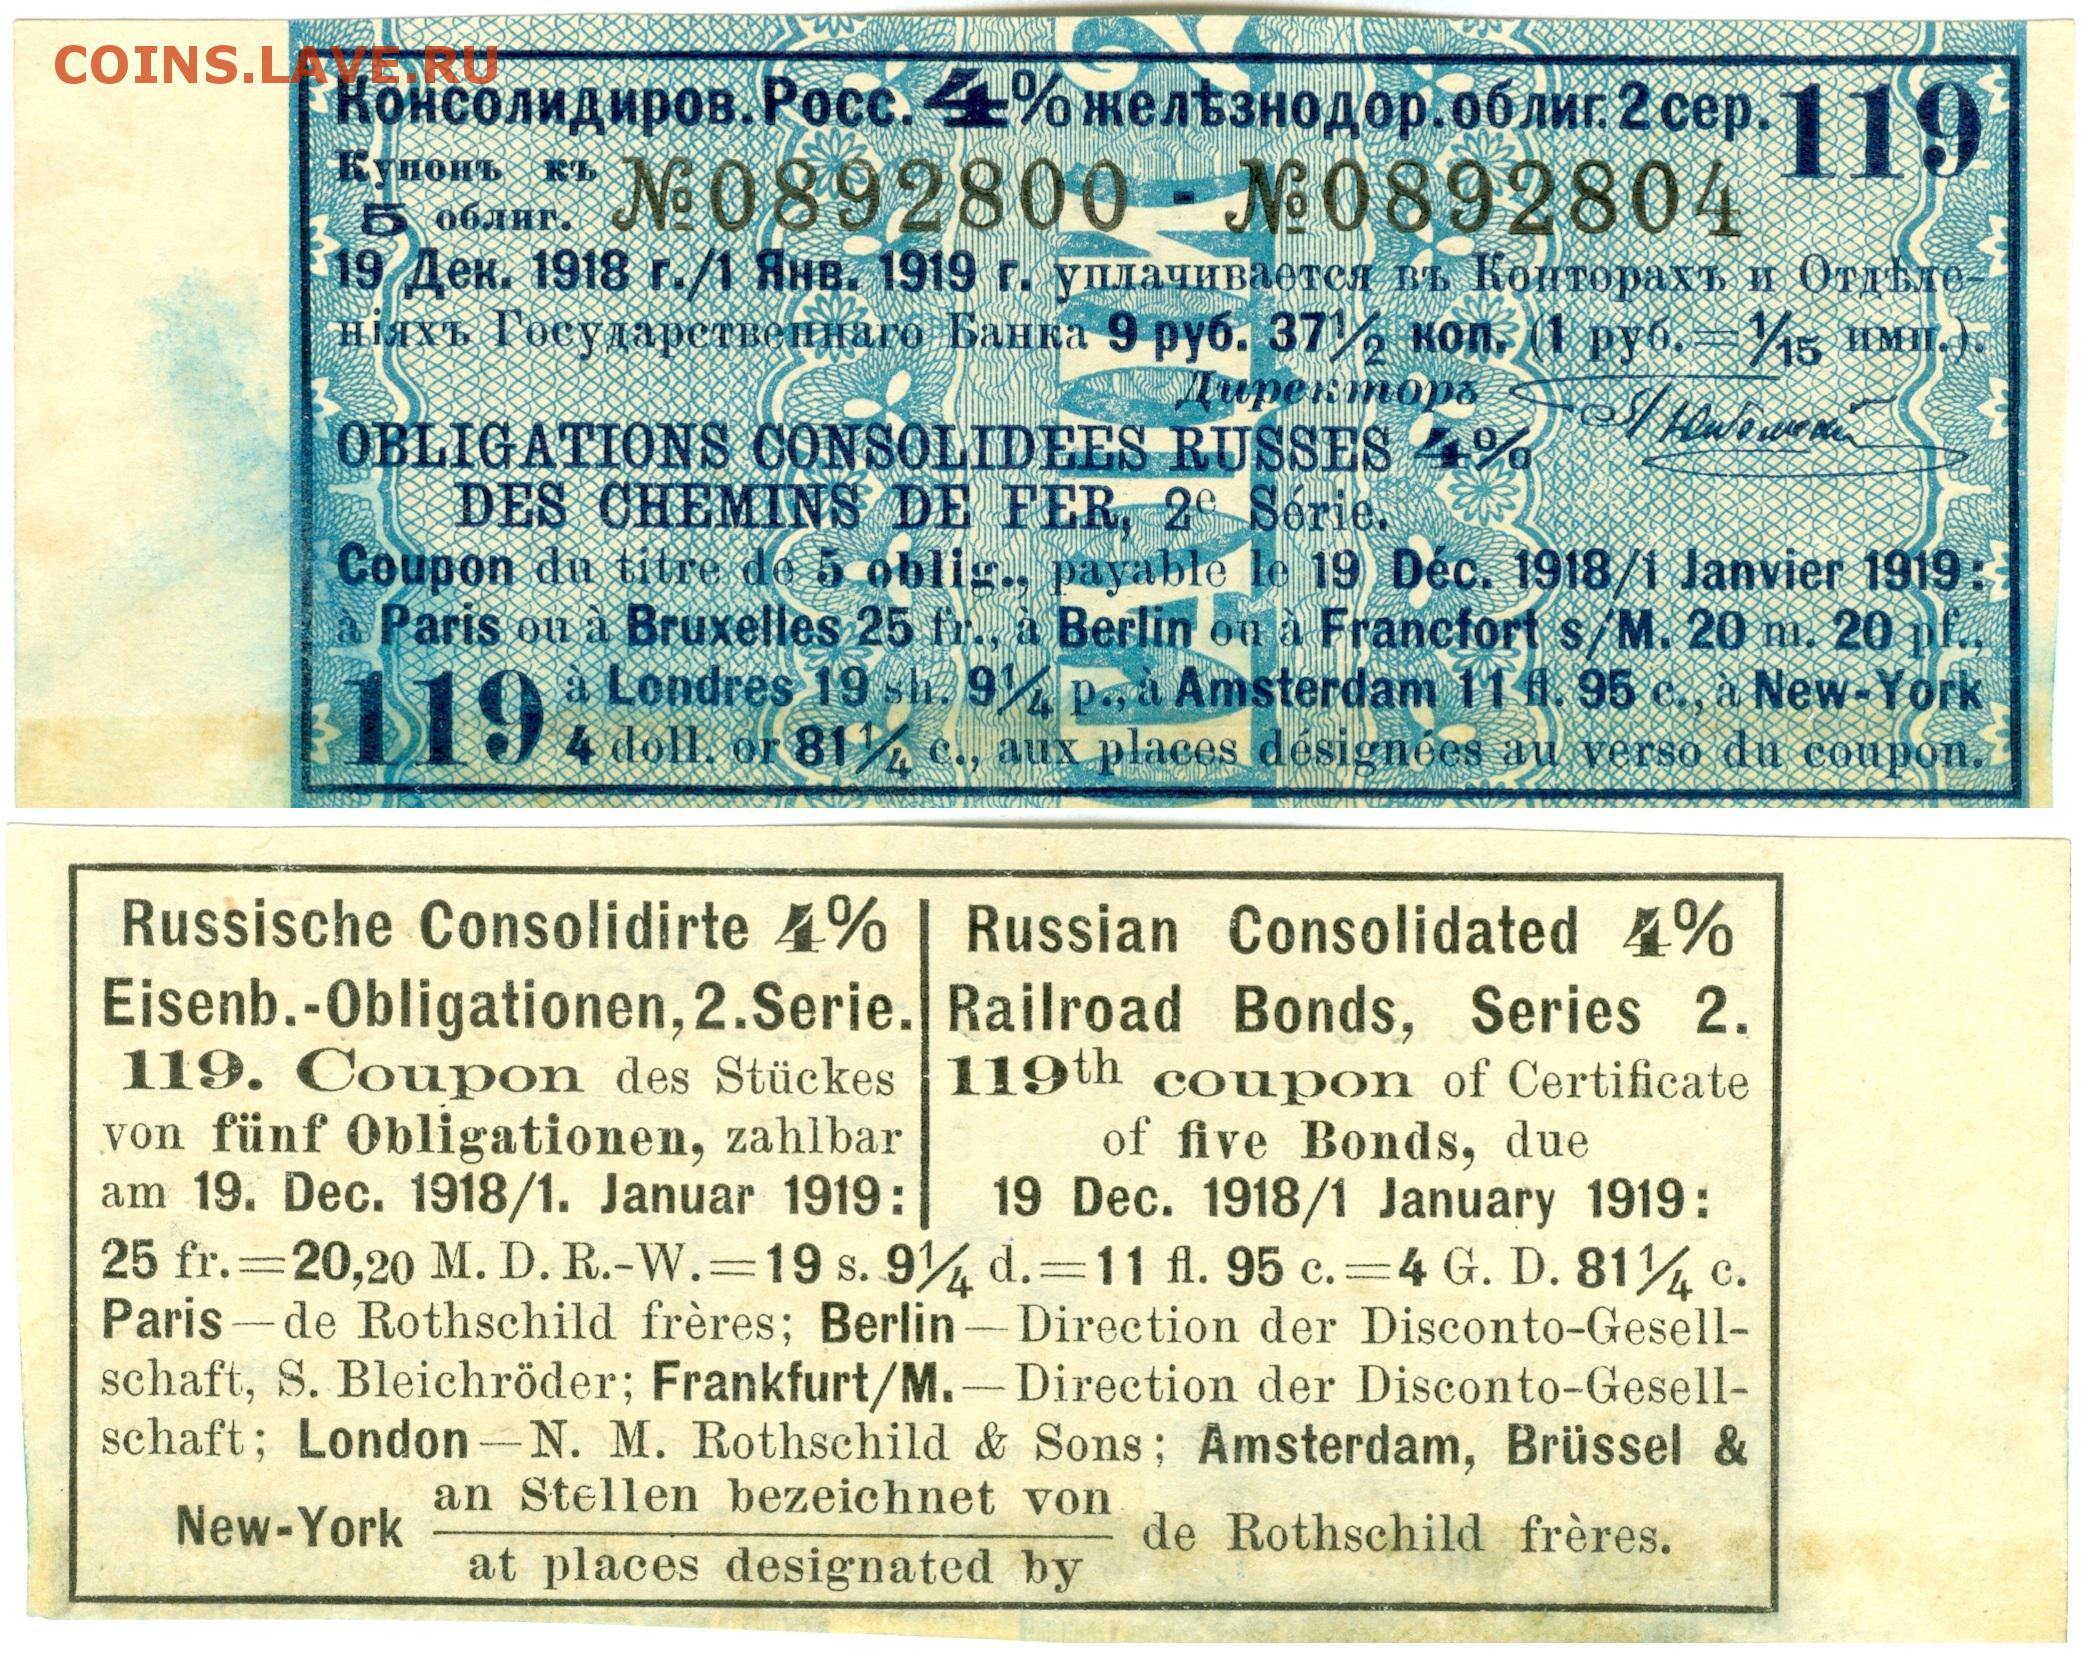 COINS.LAVE.RU
Консолидиров. Росс. 4% желѣзнодор. облиг. 2 сер. 119
Купонъ къ № 0892800 - № 0892804
5 облиг.
19 Дек. 1918 г./1 Янв. 1919 г. уплачивается въ Конторахъ и Отдѣле-
ніяхъ Государственнаго Банка 9 руб. 37½ коп. (1 руб. = 1/15 имп.).
Директоръ
OBLIGATIONS CONSOLIDEES RUSSES 4%
DES CHEMINS DE FER, 2e Série.
Coupon du titre de 5 oblig., payable le 19 Déc. 1918/1 Janvier 1919:
à Paris ou à Bruxelles 25 fr., à Berlin ou à Francfort s/M. 20 m. 20 pf.,
119 à Londres 19 sh. 9¼ p., à Amsterdam 11 fl. 95 c., à New-York
4 doll. or 81¼ c., aux places désignées au verso du coupon.
Russische Consolidirte 4%
Eisenb.-Obligationen, 2. Serie.
119. Coupon des Stückes
von fünf Obligationen, zahlbar
am 19. Dec. 1918/1. Januar 1919:
Russian Consolidated 4%
Railroad Bonds, Series 2.
119th coupon of Certificate
of five Bonds, due
19 Dec. 1918/1 January 1919:
25 fr.=20,20 M. D. R.-W.=19 s. 9¼ d.=11 fl. 95 c.=4 G. D. 81¼ c.
Paris — de Rothschild frères; Berlin — Direction der Disconto-Gesell-
schaft, S. Bleichröder; Frankfurt/M. — Direction der Disconto-Gesell-
schaft; London — N. M. Rothschild & Sons; Amsterdam, Brüssel &
an Stellen bezeichnet von
New-York de Rothschild frères.
at places designated by